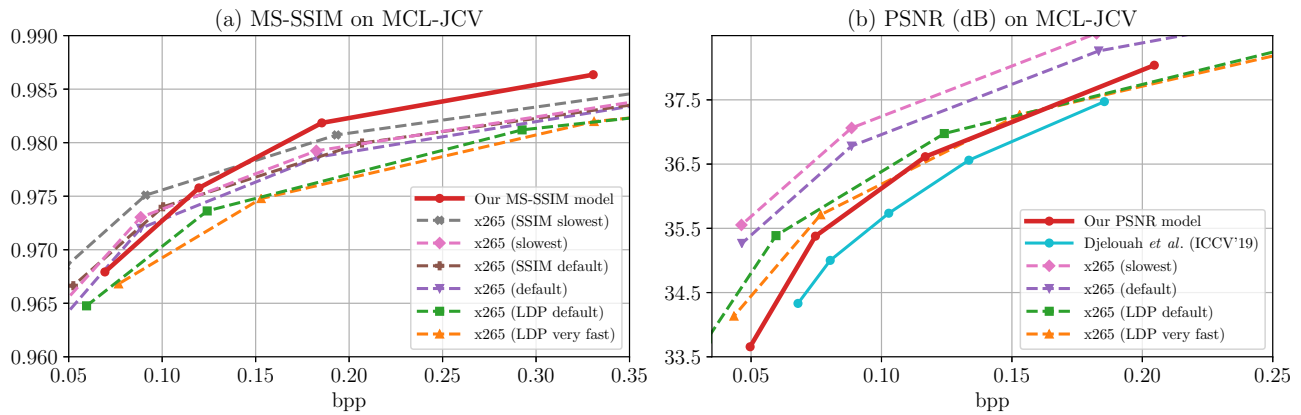 (a) MS-SSIM on MCL-JCV
0.990
0.985
0.980
0.975
0.970
0.965
0.960
0.05 0.10 0.15 0.20 0.25 0.30 0.35
bpp
Our MS-SSIM model
x265 (SSIM slowest)
x265 (slowest)
x265 (SSIM default)
x265 (default)
x265 (LDP default)
x265 (LDP very fast)
(b) PSNR (dB) on MCL-JCV
37.5
36.5
35.5
34.5
33.5
0.05 0.10 0.15 0.20 0.25
bpp
Our PSNR model
Djelouah et al. (ICCV'19)
x265 (slowest)
x265 (default)
x265 (LDP default)
x265 (LDP very fast)